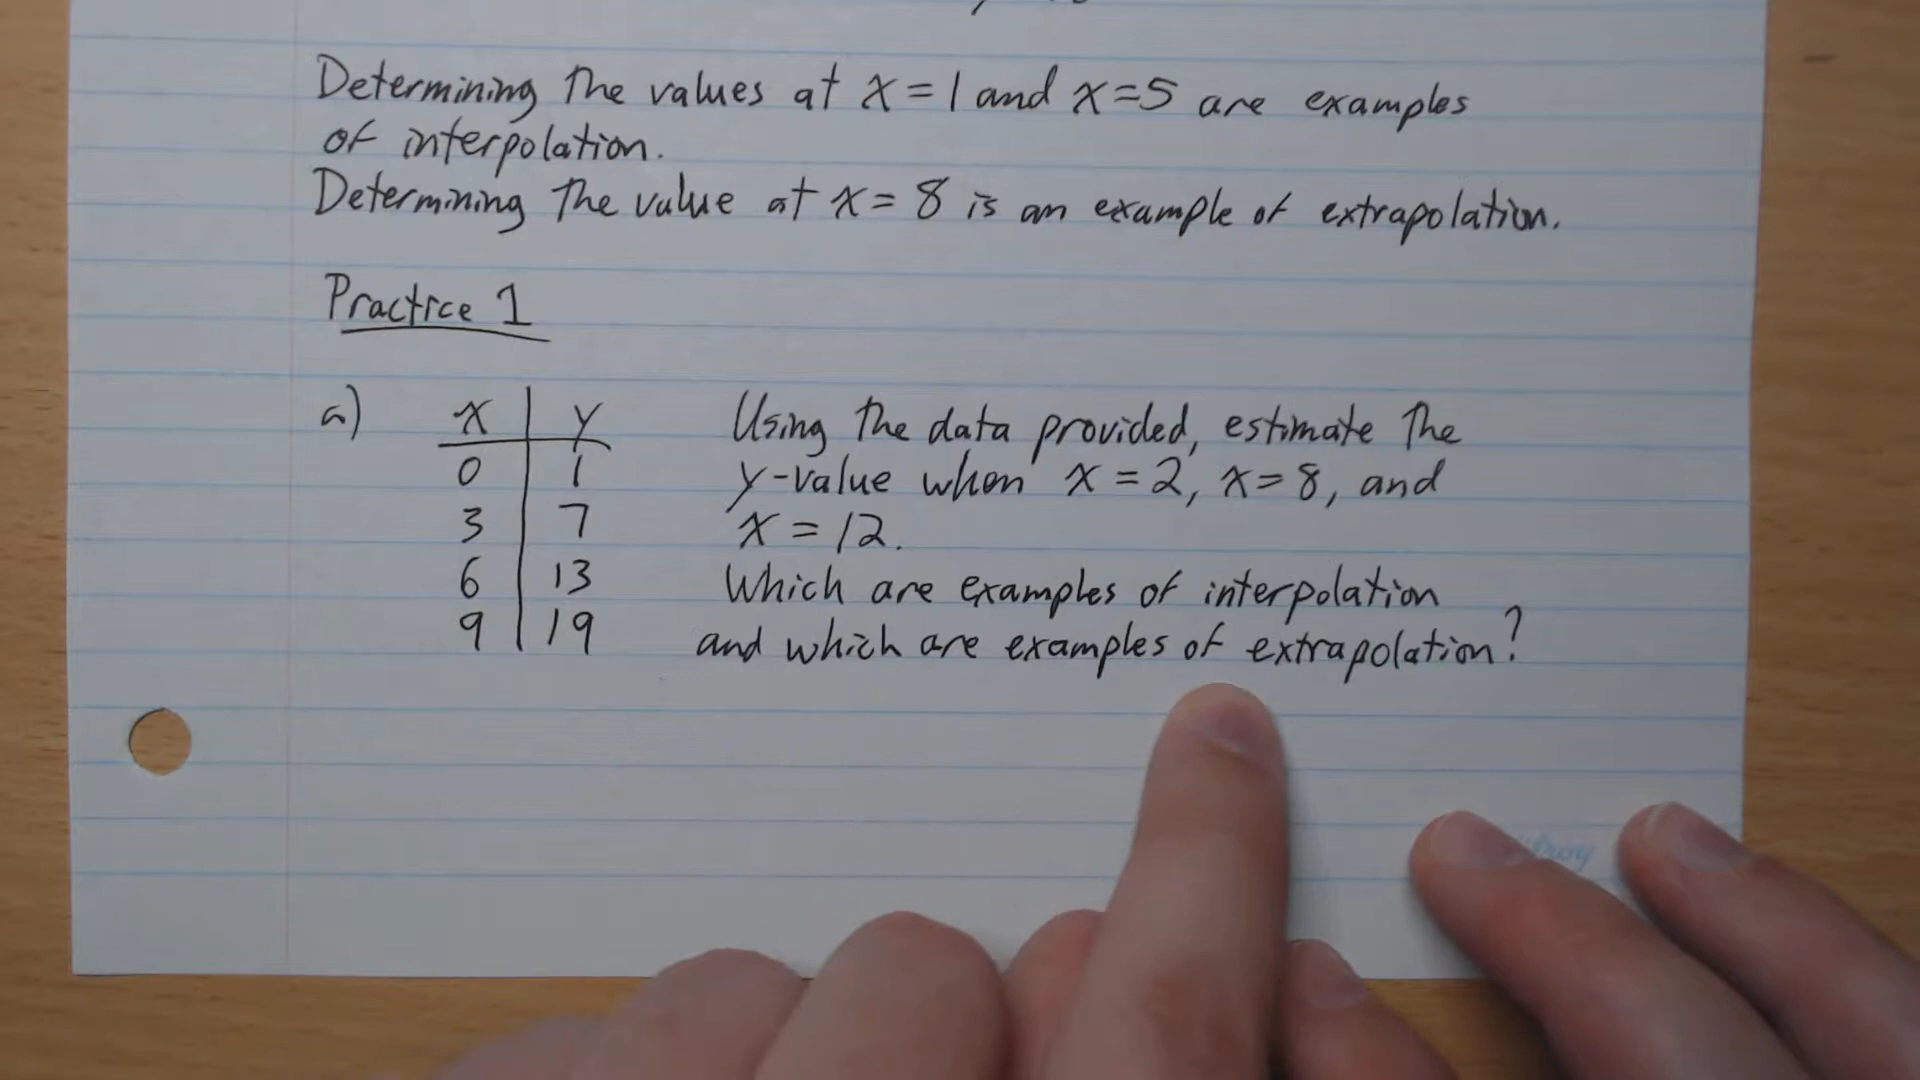 Determining the values at x = 1 and x = 5 are examples
of interpolation.
Determining the value at x = 8 is an example of extrapolation.
Practice 1
a) x y Using the data provided, estimate the
0 1 y-value when x = 2, x = 8, and
3 7 x = 12.
6 13 Which are examples of interpolation
9 19 and which are examples of extrapolation?